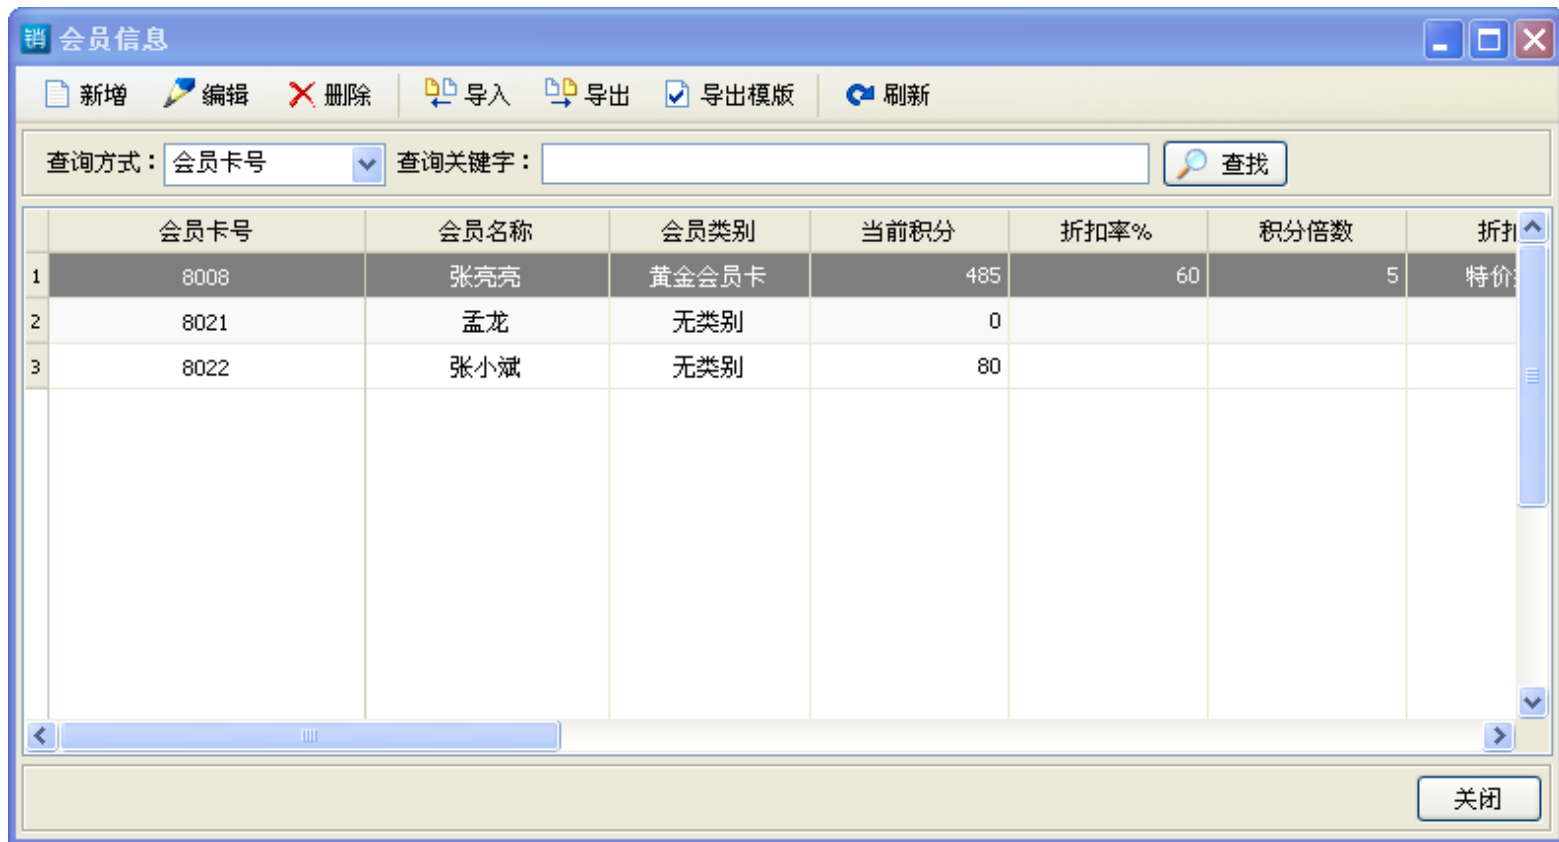 销 会员信息
新增 编辑 删除 导入 导出 导出模版 刷新
查询方式： 会员卡号 查询关键字： 查找
会员卡号 会员名称 会员类别 当前积分 折扣率% 积分倍数 折扣
1 8008 张亮亮 黄金会员卡 485 60 5 特价
2 8021 孟龙 无类别 0
3 8022 张小斌 无类别 80
关闭